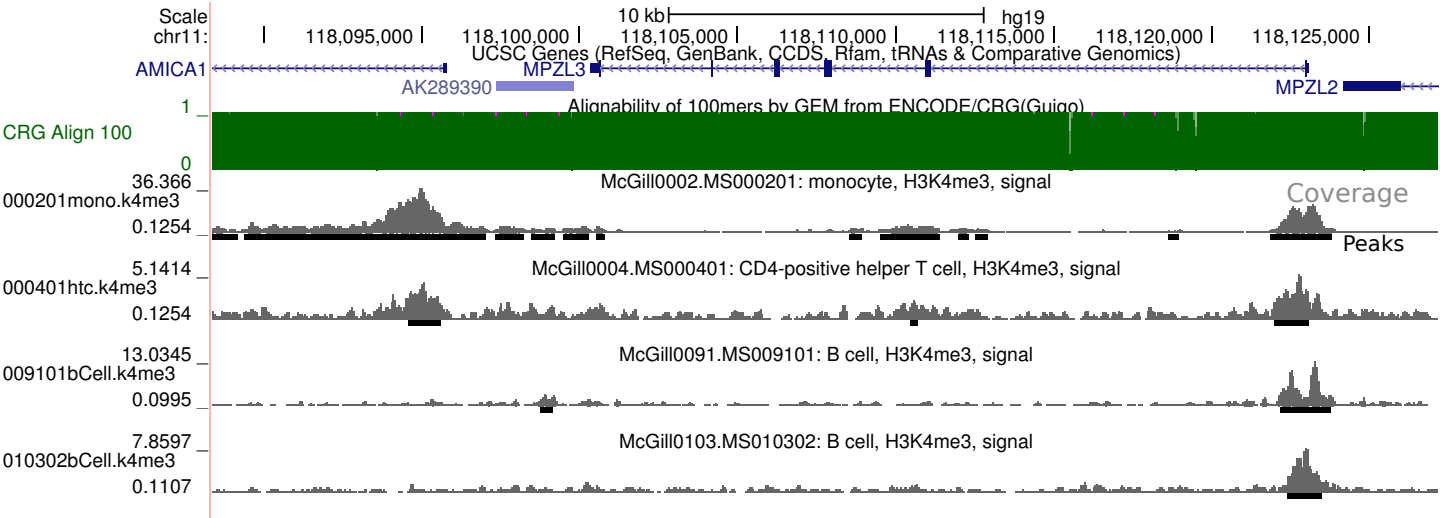 Scale 10 kb hg19
chr11: 118,095,000 118,100,000 118,105,000 118,110,000 118,115,000 118,120,000 118,125,000
UCSC Genes (RefSeq, GenBank, CCDS, Rfam, tRNAs & Comparative Genomics)
AMICA1 MPZL3
AK289390 MPZL2
Alignability of 100mers by GEM from ENCODE/CRG(Guigo)
1
CRG Align 100
0
McGill0002.MS000201: monocyte, H3K4me3, signal
36.366
000201mono.k4me3 Coverage
0.1254
Peaks
McGill0004.MS000401: CD4-positive helper T cell, H3K4me3, signal
5.1414
000401htc.k4me3
0.1254
McGill0091.MS009101: B cell, H3K4me3, signal
13.0345
009101bCell.k4me3
0.0995
McGill0103.MS010302: B cell, H3K4me3, signal
7.8597
010302bCell.k4me3
0.1107